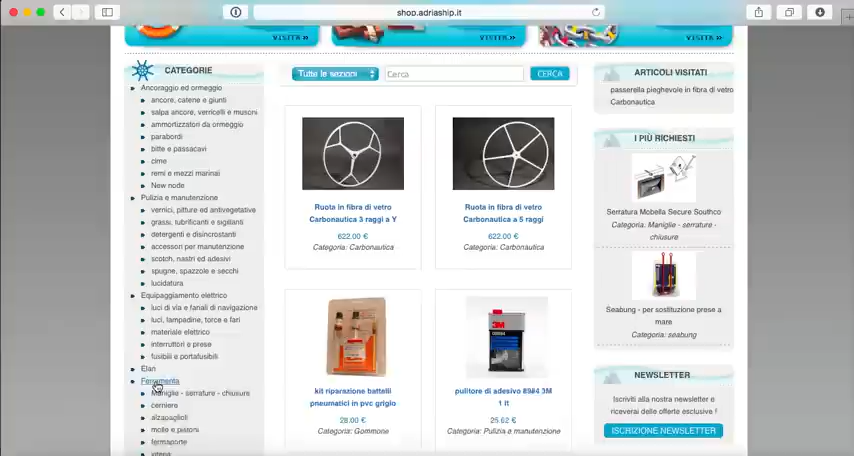 shop.adriaship.it
VISITA »
VISITA »
VISITA »
CATEGORIE
Ancoraggio ed ormeggio
ancore, catene e giunti
salpa ancore, verricelli e musoni
ammortizzatori da ormeggio
parabordi
bitte e passacavi
cime
remi e mezzi marinai
New node
Pulizia e manutenzione
vernici, pitture ed antivegetative
grassi, lubrificanti e sigillanti
detergenti e disincrostanti
accessori per manutenzione
scotch, nastri ed adesivi
spugne, spazzole e secchi
lucidatura
Equipaggiamento elettrico
luci di via e fanali di navigazione
luci, lampadine, torce e fari
materiale elettrico
interruttori e prese
fusibili e portafusibili
Elan
Ferramenta
Maniglie - serrature - chiusure
cerniere
alzapaglioli
molle e pistoni
fermaporte
Tutte le sezioni
Cerca
CERCA
Ruota in fibra di vetro
Carbonautica 3 raggi a Y
622.00 €
Categoria: Carbonautica
Ruota in fibra di vetro
Carbonautica a 5 raggi
622.00 €
Categoria: Carbonautica
kit riparazione battelli
pneumatici in pvc grigio
28.00 €
Categoria: Gommone
3M
pulitore di adesivo 8984 3M
1 lt
25.62 €
Categoria: Pulizia e manutenzione
ARTICOLI VISITATI
passerella pieghevole in fibra di vetro
Carbonautica
I PIÙ RICHIESTI
Serratura Mobella Secure Southco
Categoria: Maniglie - serrature -
chiusure
Seabung - per sostituzione prese a
mare
Categoria: seabung
NEWSLETTER
Iscriviti alla nostra newsletter e
riceverai delle offerte esclusive !
ISCRIZIONE NEWSLETTER